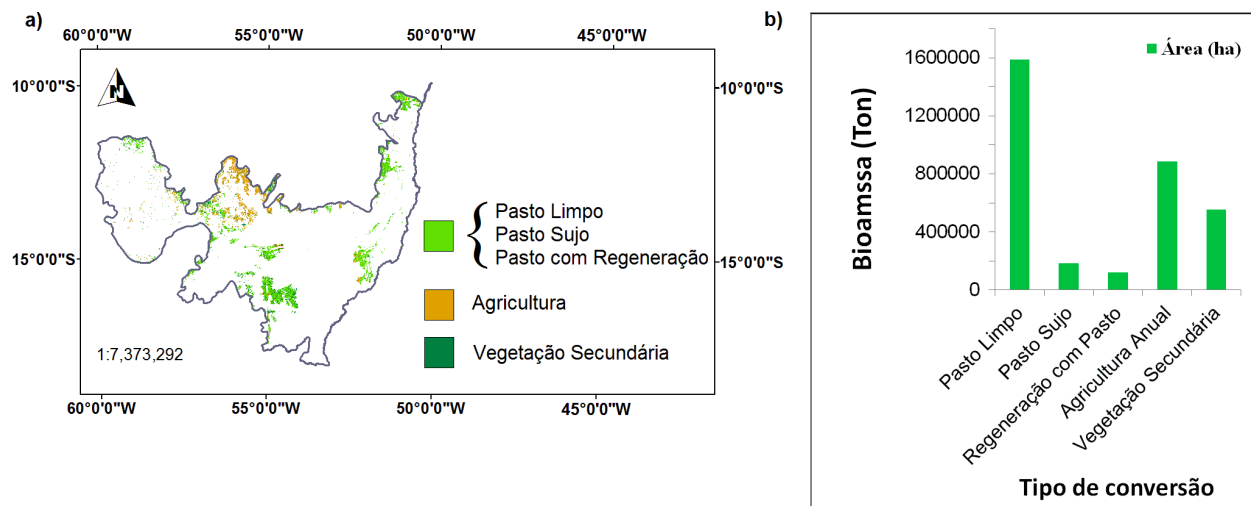 a)
60°0'0"W 55°0'0"W 50°0'0"W 45°0'0"W
N
10°0'0"S 10°0'0"S
15°0'0"S 15°0'0"S
Pasto Limpo
Pasto Sujo
Pasto com Regeneração
Agricultura
Vegetação Secundária
1:7,373,292
60°0'0"W 55°0'0"W 50°0'0"W 45°0'0"W
b)
Área (ha)
Bioamssa (Ton)
1600000
1200000
800000
400000
0
Pasto Limpo
Pasto Sujo
Regeneração com Pasto
Agricultura Anual
Vegetação Secundária
Tipo de conversão